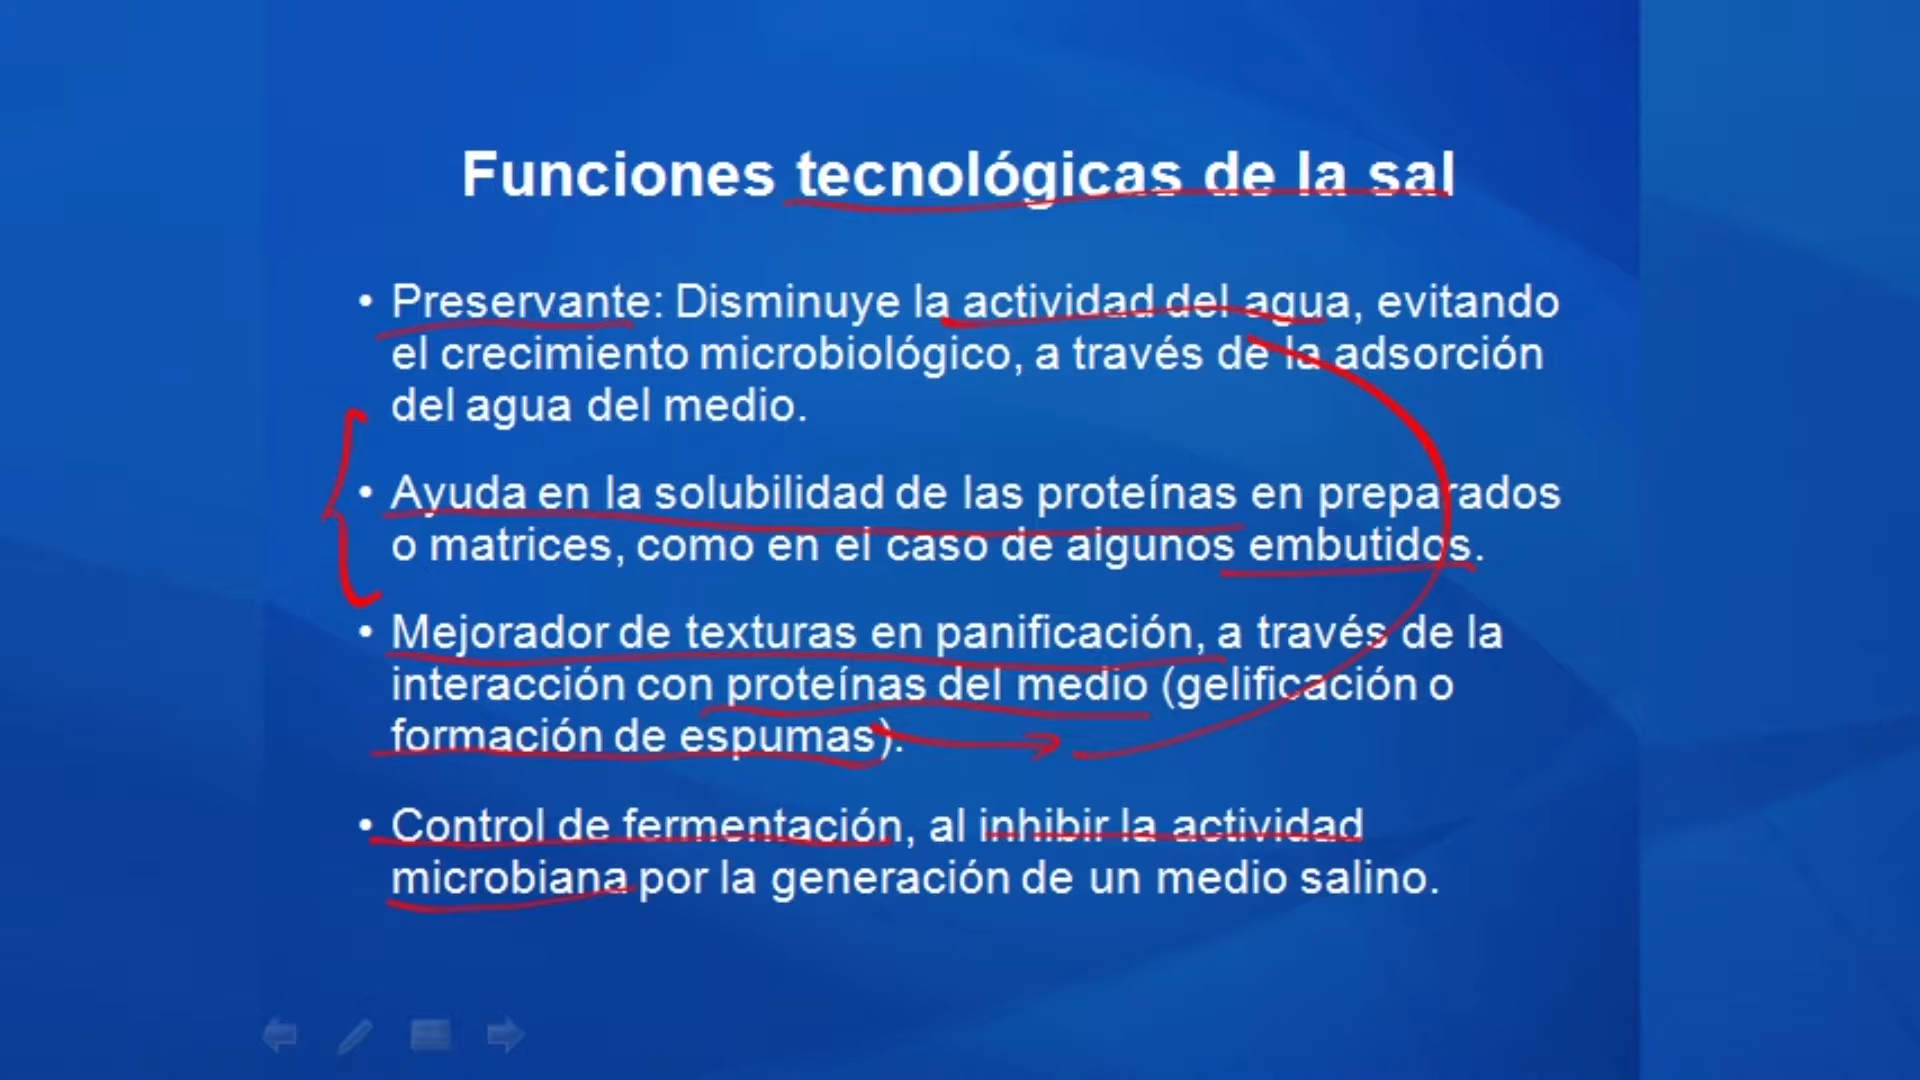 Funciones tecnológicas de la sal
• Preservante: Disminuye la actividad del agua, evitando
el crecimiento microbiológico, a través de la adsorción
del agua del medio.
• Ayuda en la solubilidad de las proteínas en preparados
o matrices, como en el caso de algunos embutidos.
• Mejorador de texturas en panificación, a través de la
interacción con proteínas del medio (gelificación o
formación de espumas).
• Control de fermentación, al inhibir la actividad
microbiana por la generación de un medio salino.